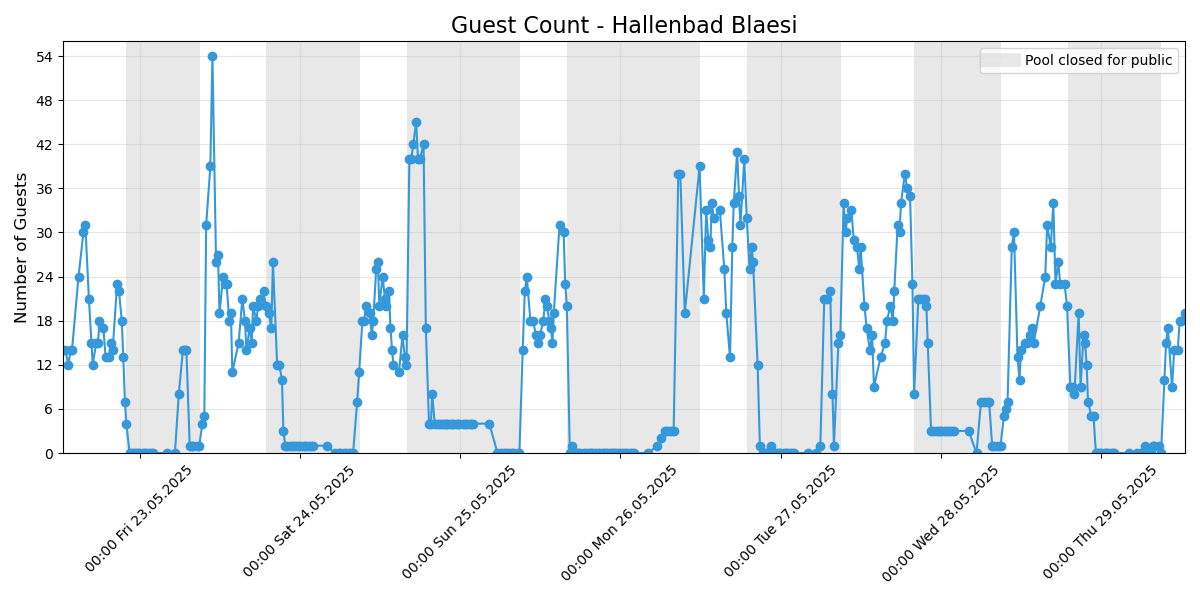 Guest Count - Hallenbad Blaesi
Pool closed for public
Number of Guests
54
48
42
36
30
24
18
12
6
0
00:00 Fri 23.05.2025
00:00 Sat 24.05.2025
00:00 Sun 25.05.2025
00:00 Mon 26.05.2025
00:00 Tue 27.05.2025
00:00 Wed 28.05.2025
00:00 Thu 29.05.2025